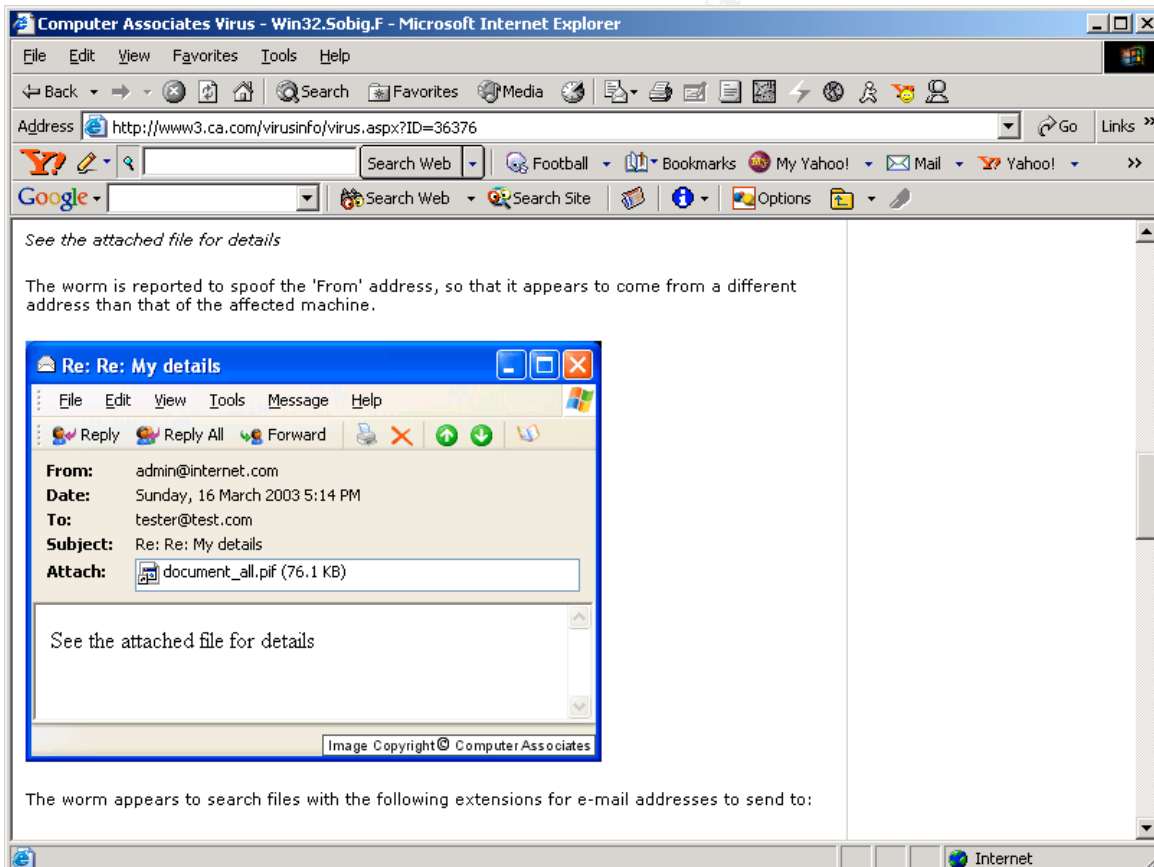 Computer Associates Virus - Win32.Sobig.F - Microsoft Internet Explorer
File Edit View Favorites Tools Help
Back Search Favorites Media
Address http://www3.ca.com/virusinfo/virus.aspx?ID=36376 Go Links »
Y! Search Web Football Bookmarks My Yahoo! Mail Y! Yahoo! »
Google Search Web Search Site Options
See the attached file for details
The worm is reported to spoof the 'From' address, so that it appears to come from a different
address than that of the affected machine.
Re: Re: My details
File Edit View Tools Message Help
Reply Reply All Forward
From: admin@internet.com
Date: Sunday, 16 March 2003 5:14 PM
To: tester@test.com
Subject: Re: Re: My details
Attach: document_all.pif (76.1 KB)
See the attached file for details
Image Copyright© Computer Associates
The worm appears to search files with the following extensions for e-mail addresses to send to:
Internet